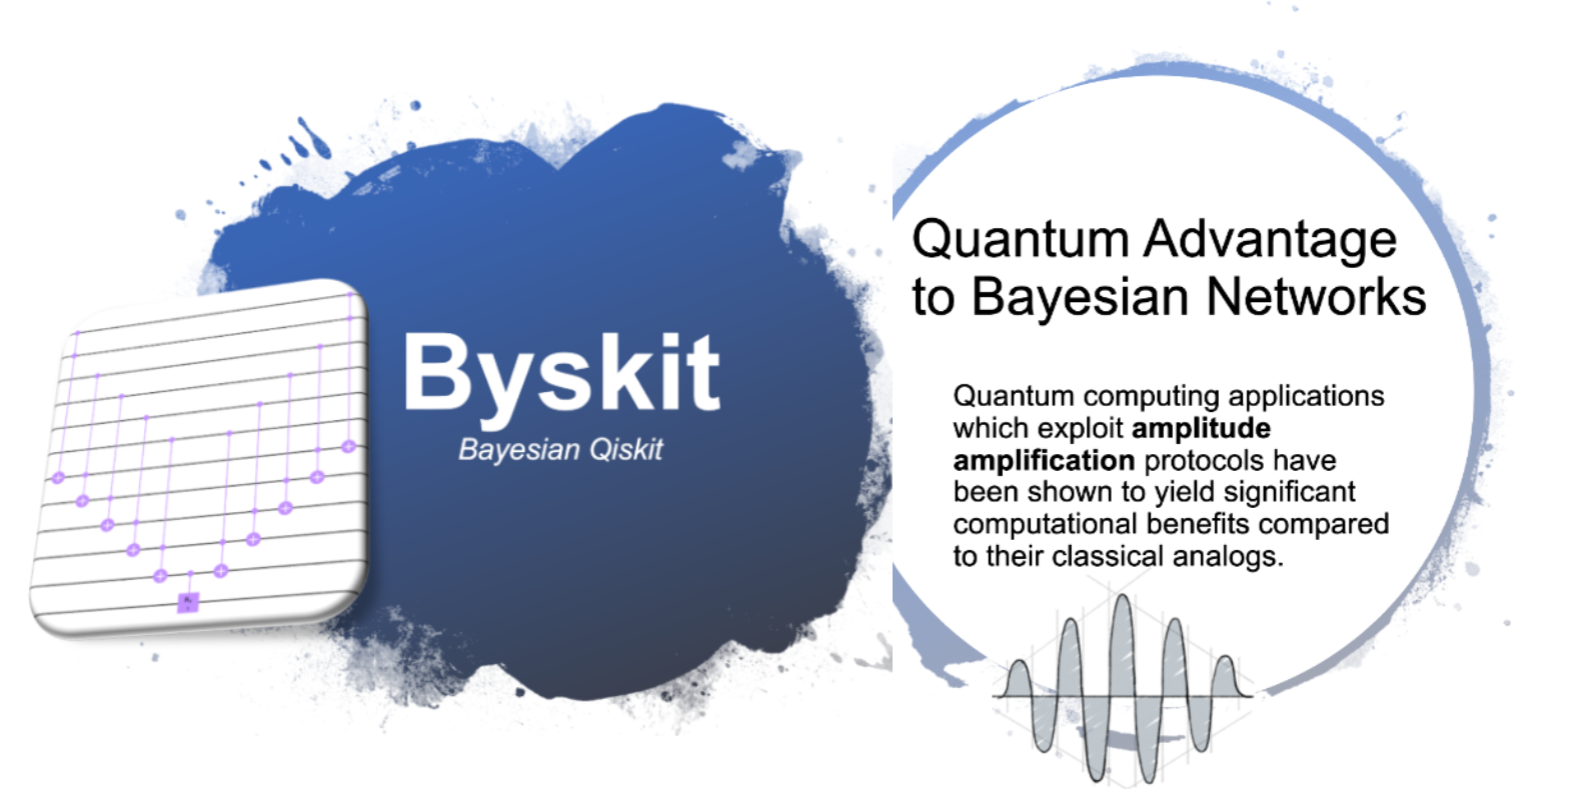 Byskit
Bayesian Qiskit
Quantum Advantage
to Bayesian Networks
Quantum computing applications
which exploit amplitude
amplification protocols have
been shown to yield significant
computational benefits compared
to their classical analogs.